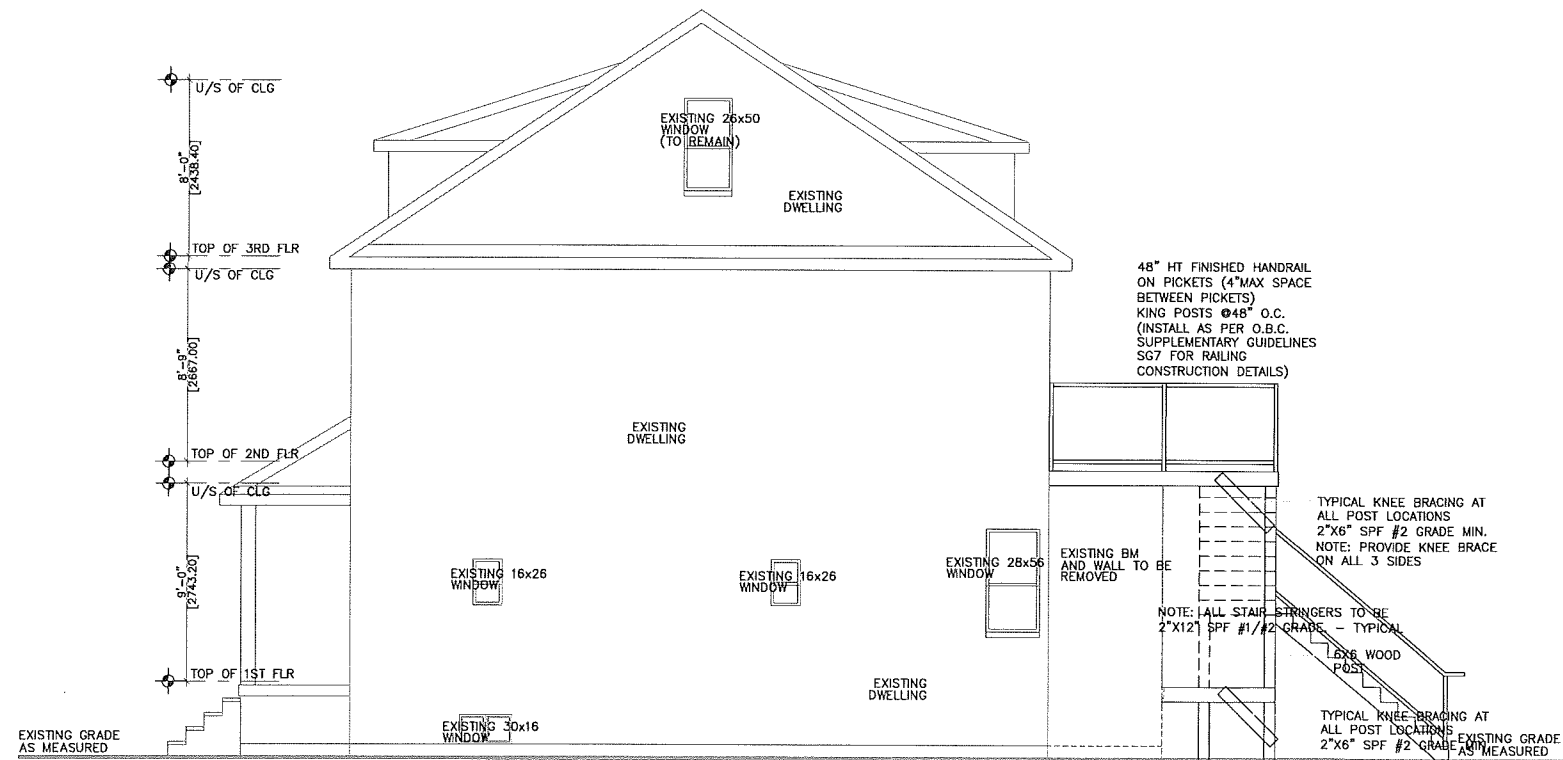 U/S OF CLG
8'-0"
[2438.40]
TOP OF 3RD FLR
U/S OF CLG
8'-9"
[2667.00]
TOP OF 2ND FLR
U/S OF CLG
9'-0"
[2743.20]
TOP OF 1ST FLR
EXISTING GRADE
AS MEASURED
EXISTING 26x50
WINDOW
(TO REMAIN)
EXISTING
DWELLING
EXISTING
DWELLING
EXISTING 16x26
WINDOW
EXISTING 16x26
WINDOW
EXISTING 28x56
WINDOW
EXISTING BM
AND WALL TO BE
REMOVED
EXISTING
DWELLING
EXISTING 30x16
WINDOW
48" HT FINISHED HANDRAIL
ON PICKETS (4"MAX SPACE
BETWEEN PICKETS)
KING POSTS @48" O.C.
(INSTALL AS PER O.B.C.
SUPPLEMENTARY GUIDELINES
SG7 FOR RAILING
CONSTRUCTION DETAILS)
TYPICAL KNEE BRACING AT
ALL POST LOCATIONS
2"X6" SPF #2 GRADE MIN.
NOTE: PROVIDE KNEE BRACE
ON ALL 3 SIDES
NOTE: ALL STAIR STRINGERS TO BE
2"X12" SPF #1/#2 GRADE. - TYPICAL
6X6 WOOD
POST
TYPICAL KNEE BRACING AT
ALL POST LOCATIONS
2"X6" SPF #2 GRADE MIN.
EXISTING GRADE
AS MEASURED